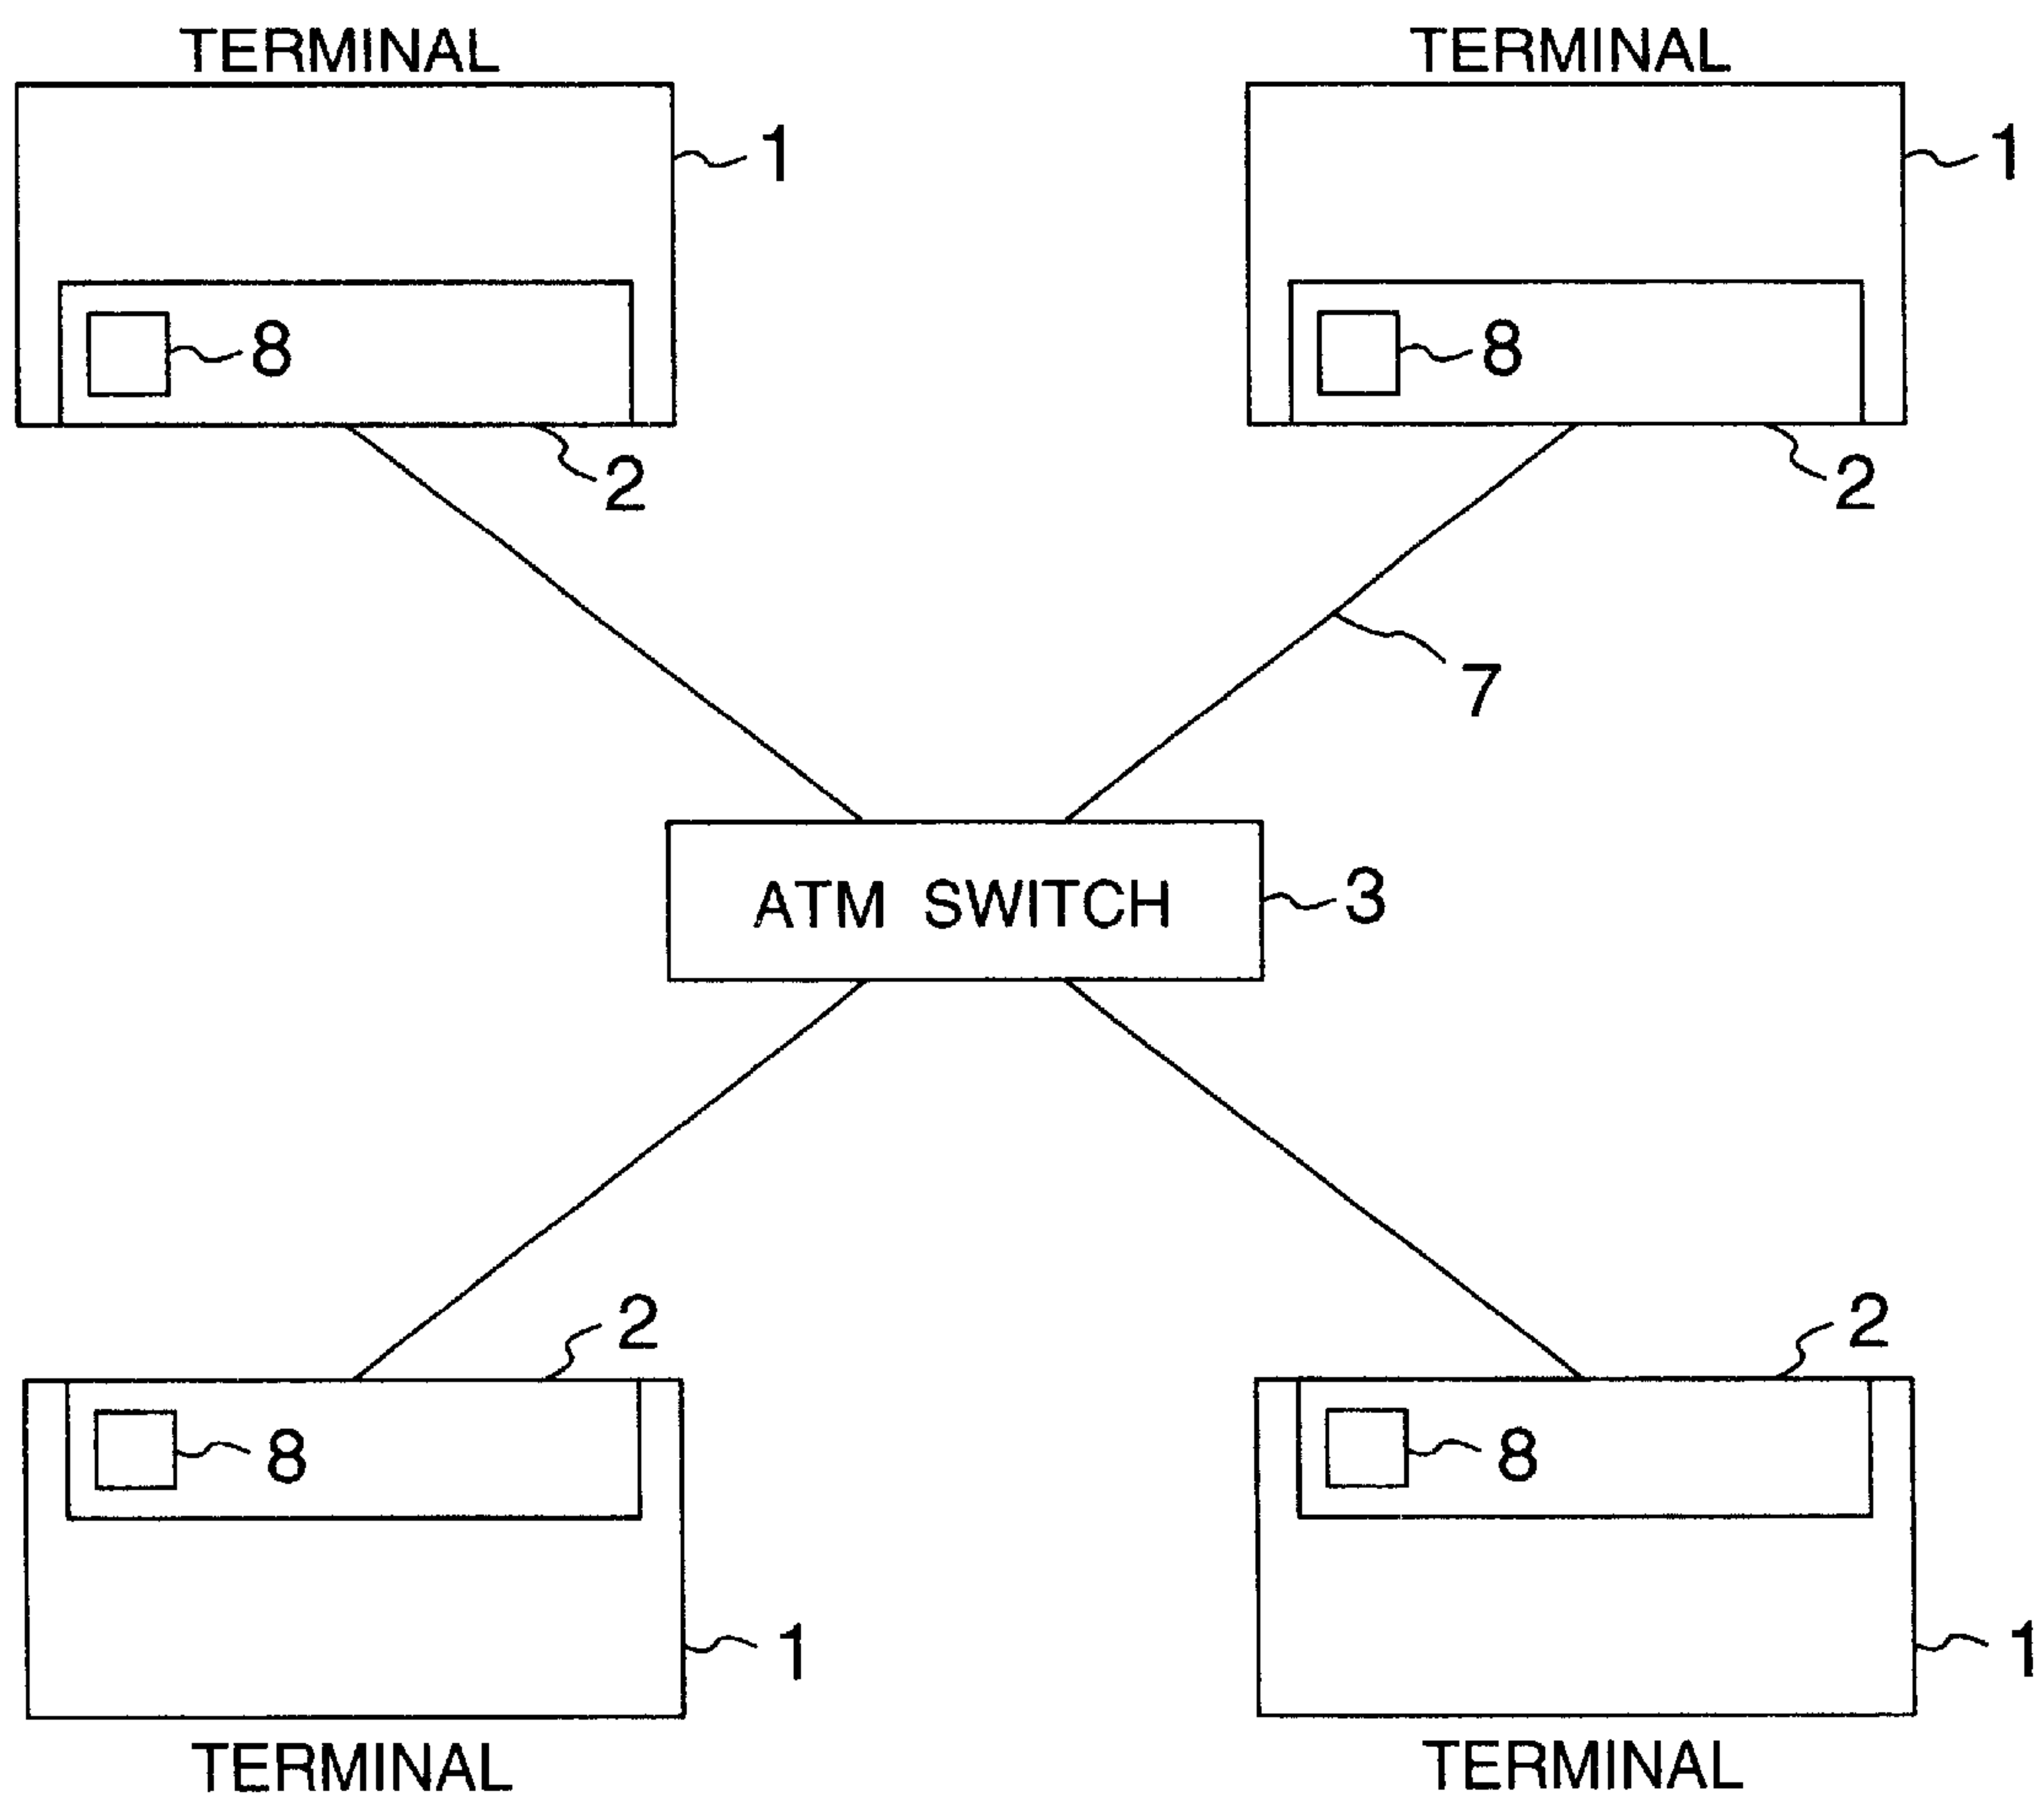 TERMINAL TERMINAL
1 1
8 8
2 2
7
ATM SWITCH 3
2 2
8 8
1 1
TERMINAL TERMINAL